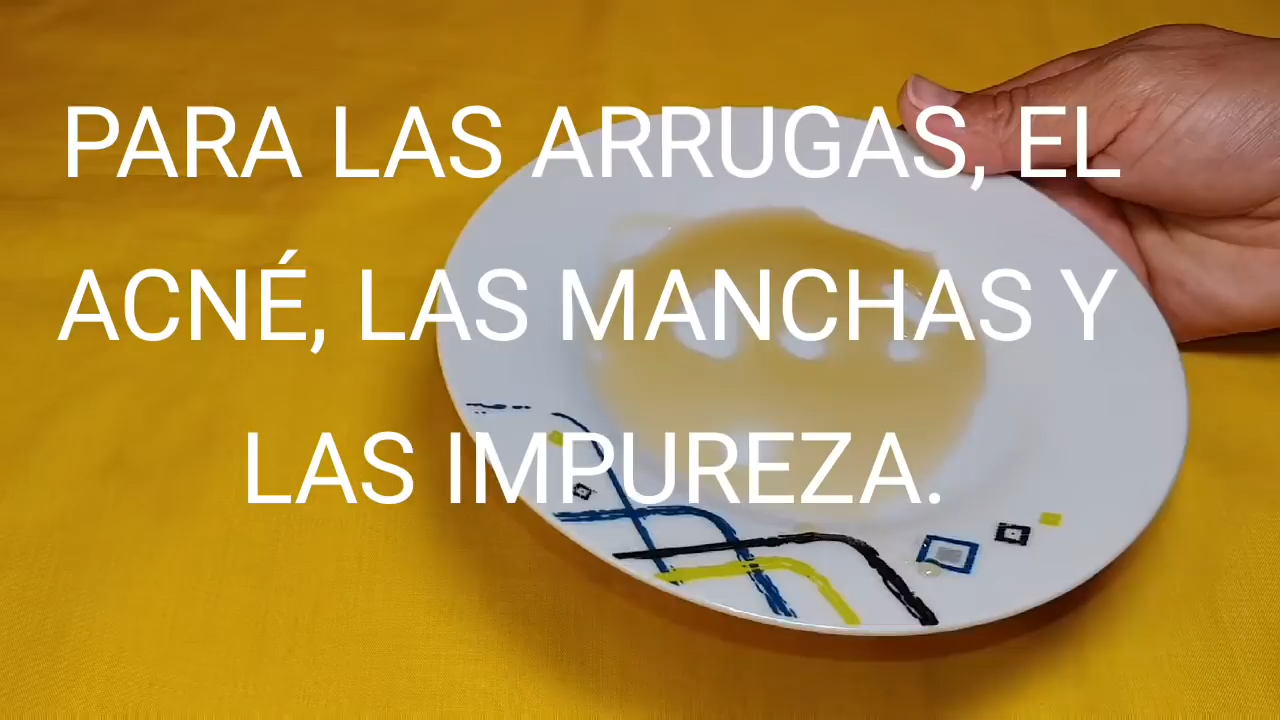 PARA LAS ARRUGAS, EL
ACNÉ, LAS MANCHAS Y
LAS IMPUREZA.